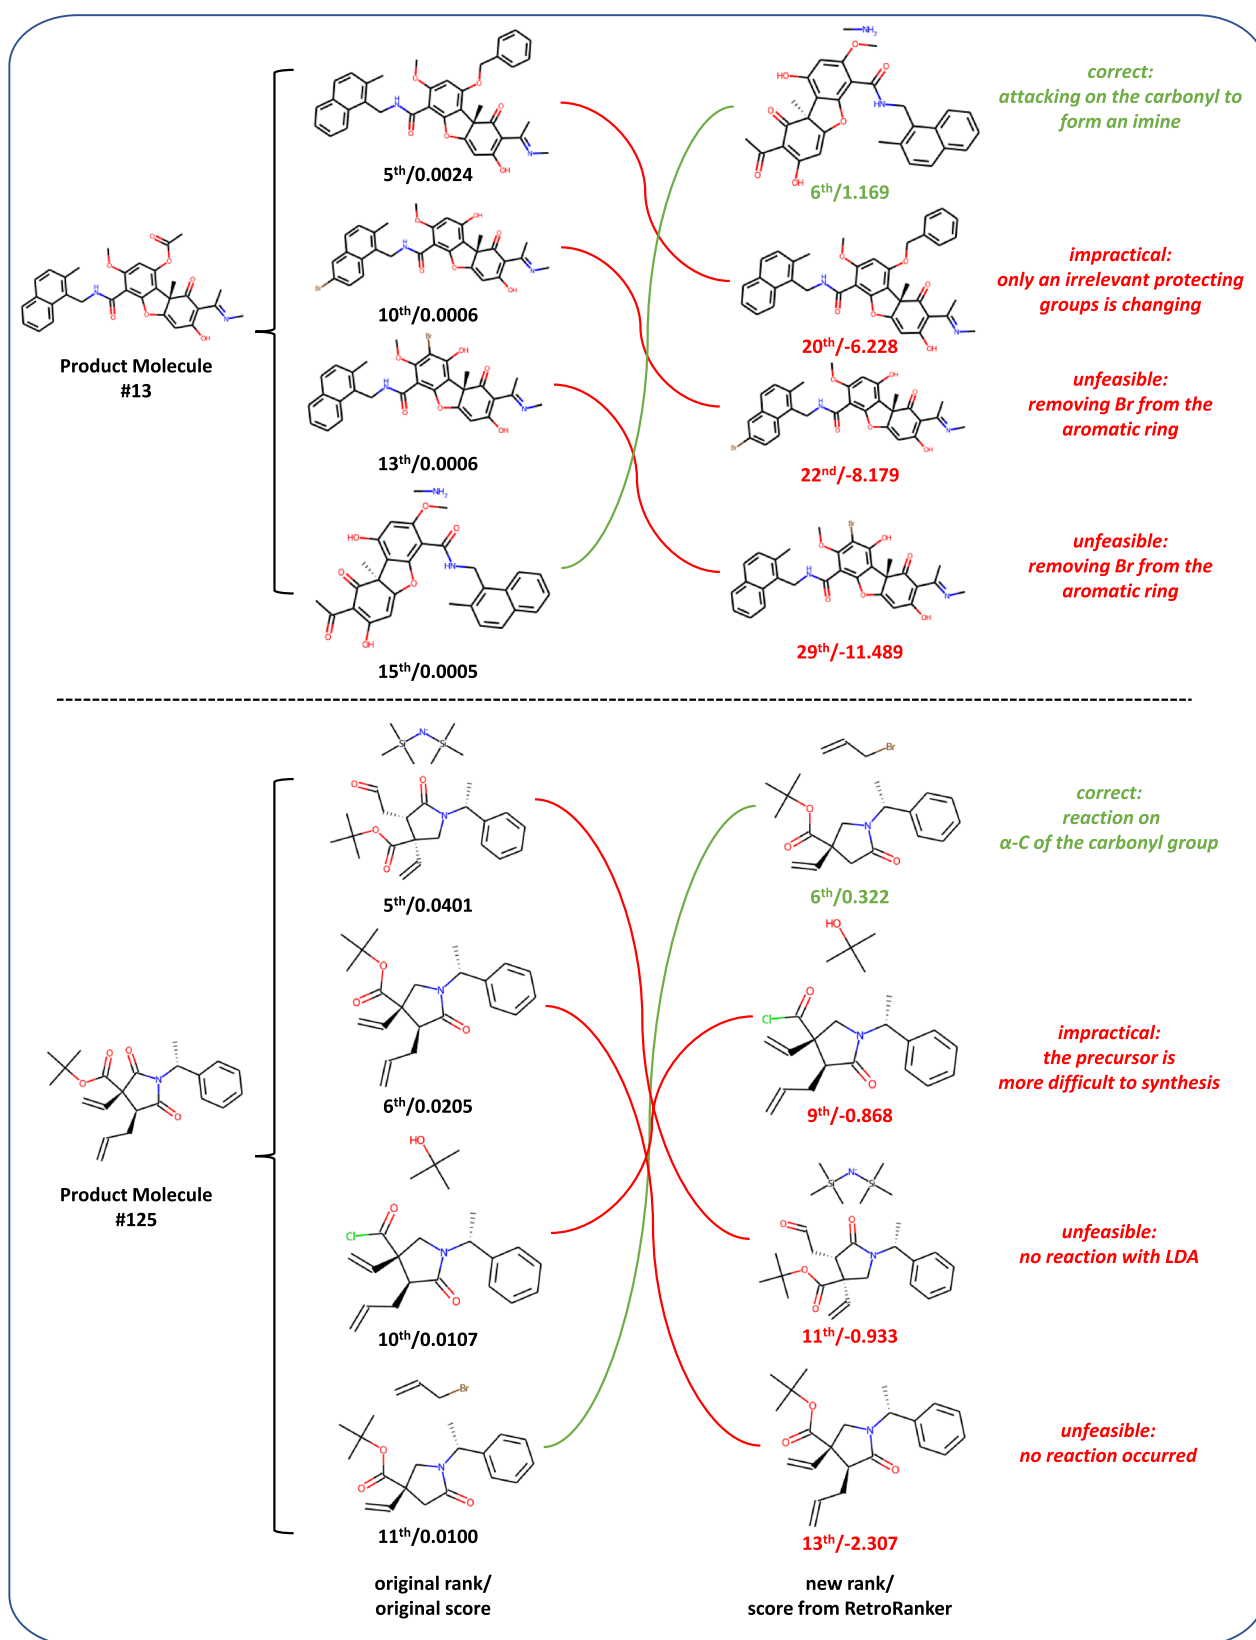 correct:
attacking on the carbonyl to
form an imine
5th/0.0024
6th/1.169
impractical:
only an irrelevant protecting
groups is changing
10th/0.0006
20th/-6.228
Product Molecule
#13
unfeasible:
removing Br from the
aromatic ring
13th/0.0006
22nd/-8.179
unfeasible:
removing Br from the
aromatic ring
15th/0.0005
29th/-11.489
correct:
reaction on
α-C of the carbonyl group
5th/0.0401
6th/0.322
impractical:
the precursor is
more difficult to synthesis
6th/0.0205
9th/-0.868
Product Molecule
#125
unfeasible:
no reaction with LDA
10th/0.0107
11th/-0.933
unfeasible:
no reaction occurred
11th/0.0100
13th/-2.307
original rank/
original score
new rank/
score from RetroRanker